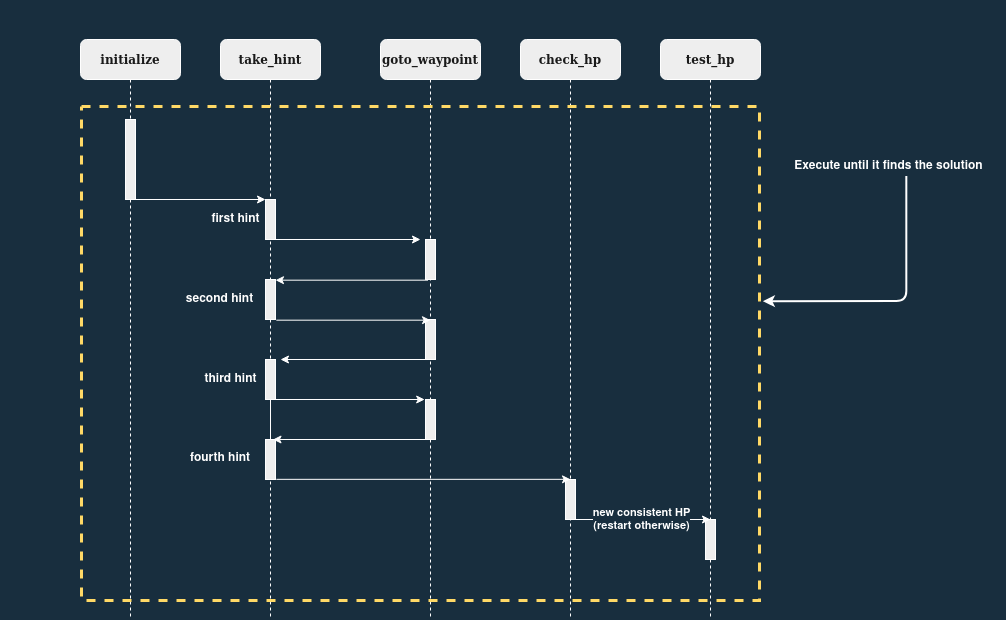 initialize
take_hint
goto_waypoint
check_hp
test_hp
Execute until it finds the solution
first hint
second hint
third hint
fourth hint
new consistent HP
(restart otherwise)